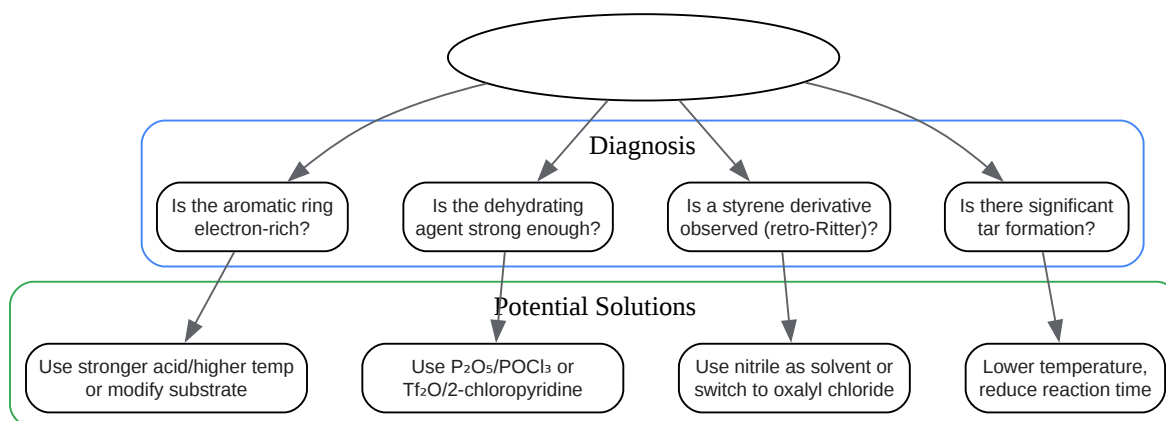 Diagnosis
Is the aromatic ring
electron-rich?
Is the dehydrating
agent strong enough?
Is a styrene derivative
observed (retro-Ritter)?
Is there significant
tar formation?
Potential Solutions
Use stronger acid/higher temp
or modify substrate
Use P₂O₅/POCl₃ or
Tf₂O/2-chloropyridine
Use nitrile as solvent or
switch to oxalyl chloride
Lower temperature,
reduce reaction time